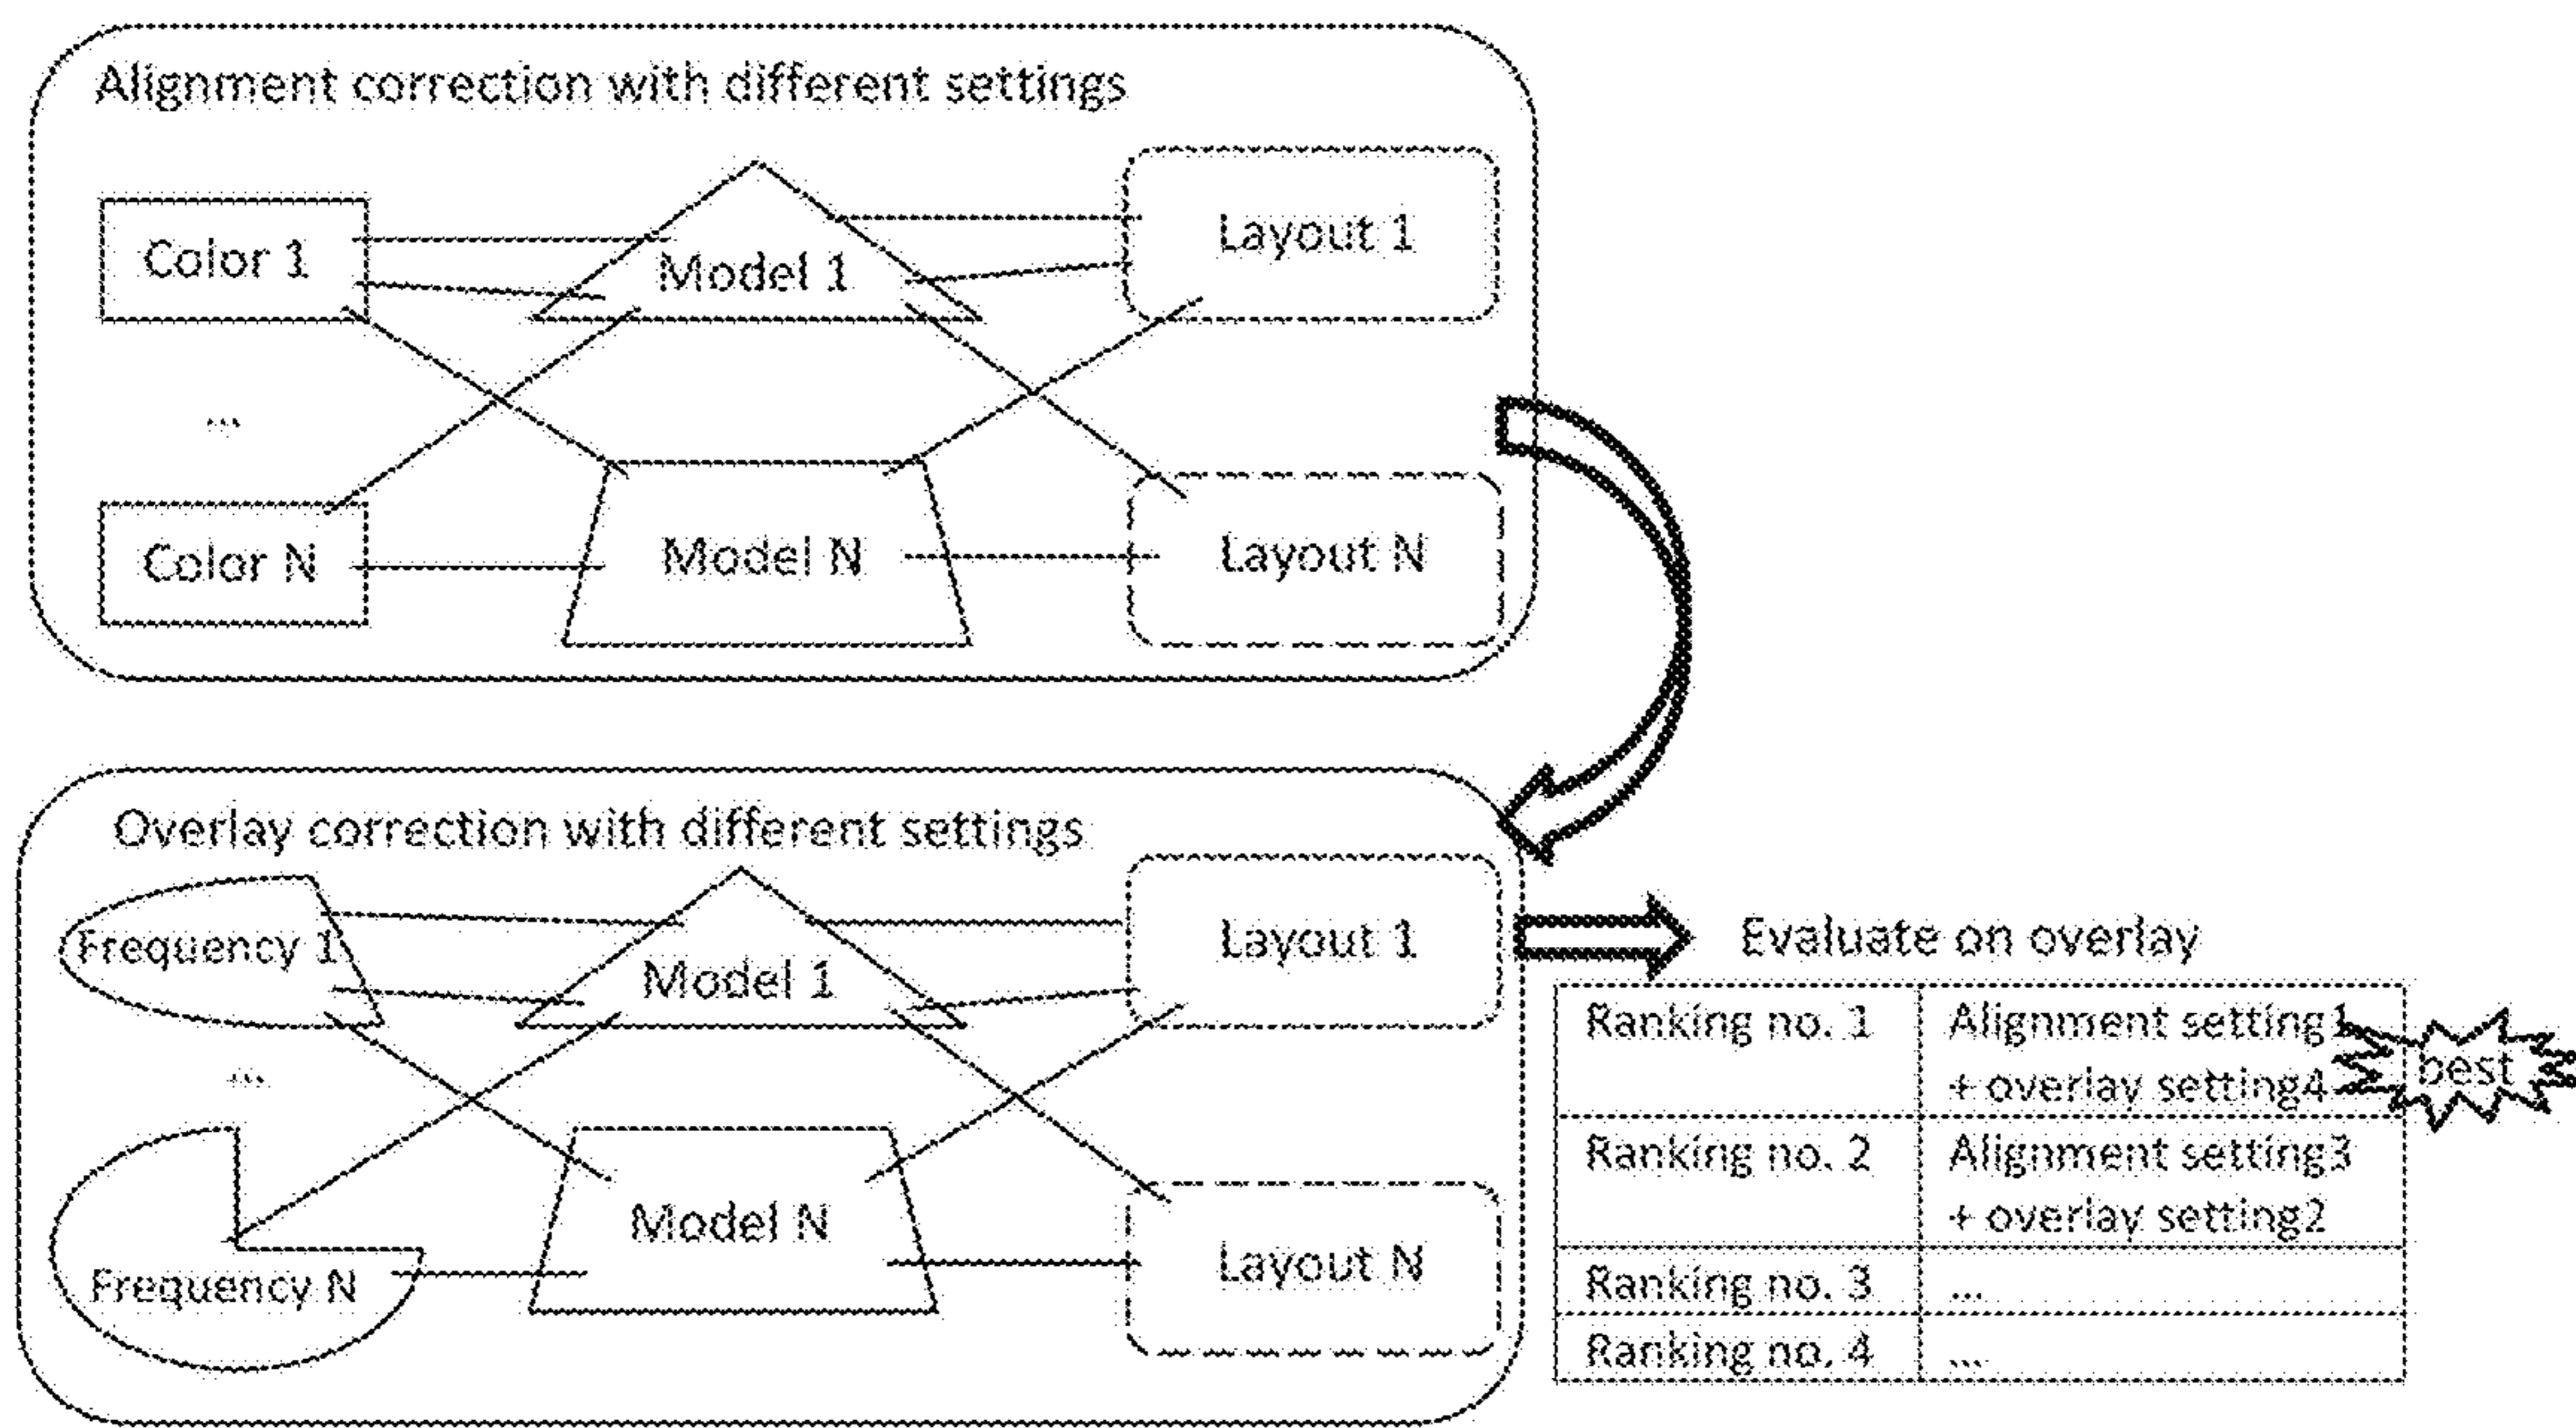 Alignment correction with different settings
Color 1
Model 1
Layout 1
...
Color N
Model N
Layout N
Overlay correction with different settings
Frequency 1
Model 1
Layout 1
...
Frequency N
Model N
Layout N
Evaluate on overlay
Ranking no. 1
Alignment setting1
+ overlay setting4
best
Ranking no. 2
Alignment setting3
+ overlay setting2
Ranking no. 3
...
Ranking no. 4
...